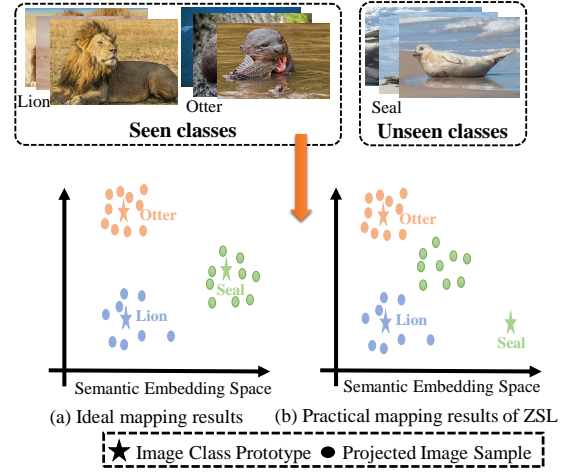 Lion
Otter
Seal
Seen classes
Unseen classes
Otter
Seal
Lion
Semantic Embedding Space
(a) Ideal mapping results
Otter
Lion
Seal
Semantic Embedding Space
(b) Practical mapping results of ZSL
Image Class Prototype
Projected Image Sample